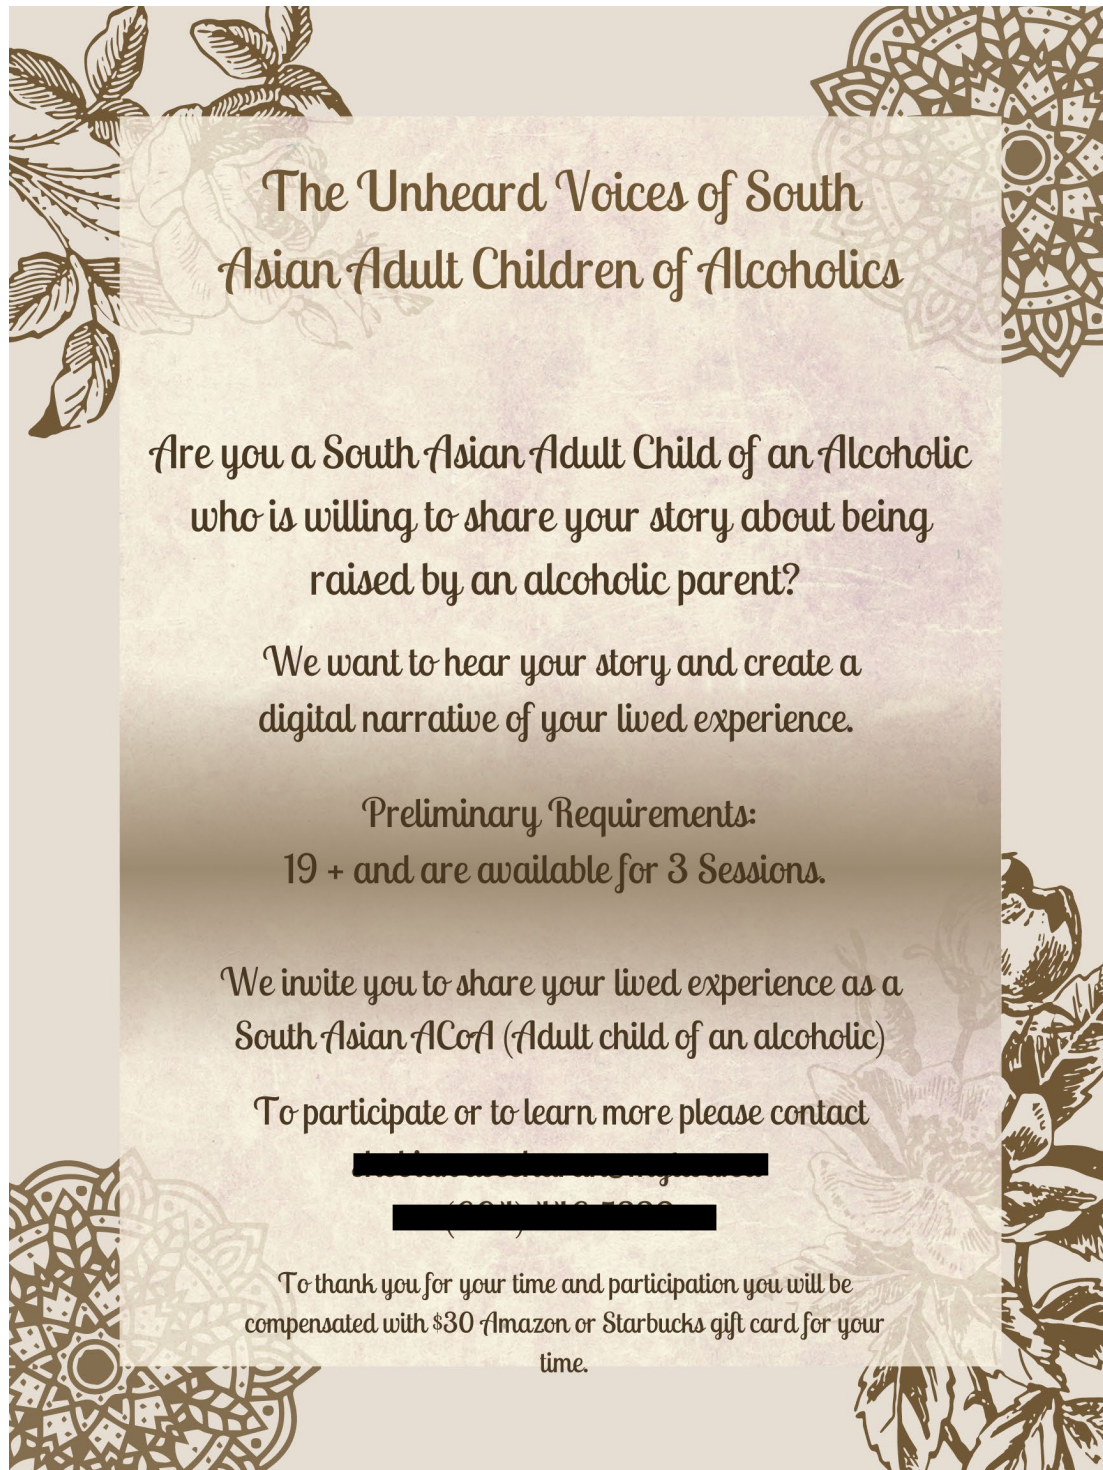 The Unheard Voices of South
Asian Adult Children of Alcoholics
Are you a South Asian Adult Child of an Alcoholic
who is willing to share your story about being
raised by an alcoholic parent?
We want to hear your story and create a
digital narrative of your lived experience.
Preliminary Requirements:
19 + and are available for 3 Sessions.
We invite you to share your lived experience as a
South Asian ACoA (Adult child of an alcoholic)
To participate or to learn more please contact
To thank you for your time and participation you will be
compensated with $30 Amazon or Starbucks gift card for your
time.